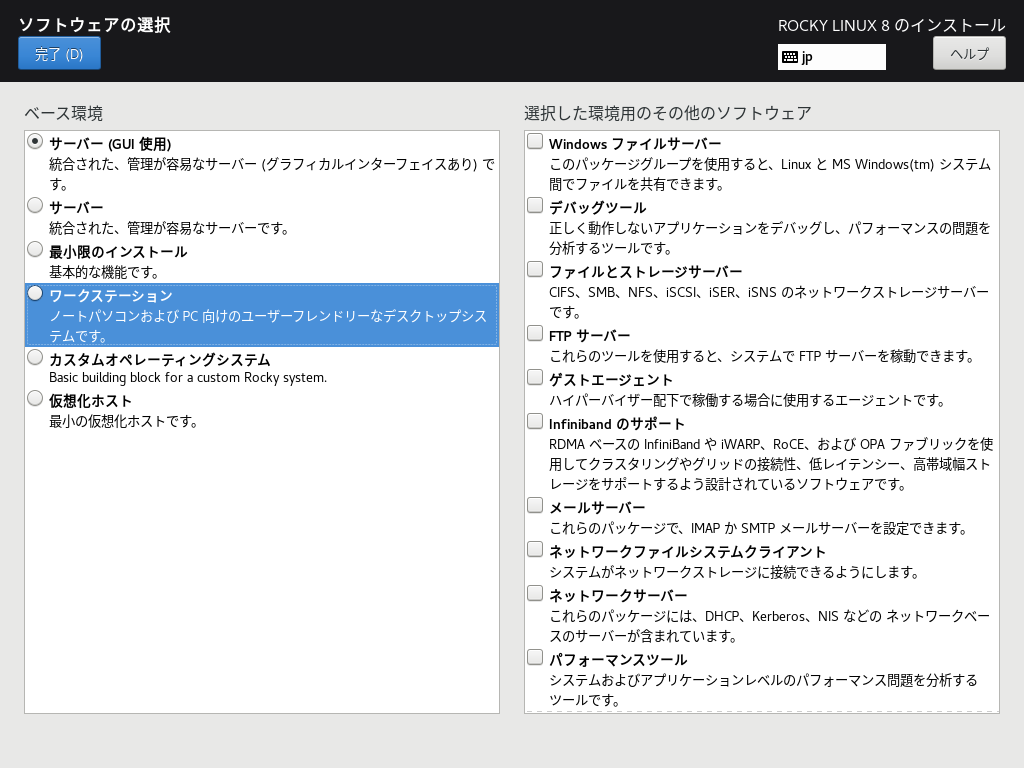 ソフトウェアの選択
ROCKY LINUX 8 のインストール
完了 (D)
jp
ヘルプ
ベース環境
サーバー (GUI 使用)
統合された、管理が容易なサーバー (グラフィカルインターフェイスあり) で
す。
サーバー
統合された、管理が容易なサーバーです。
最小限のインストール
基本的な機能です。
ワークステーション
ノートパソコンおよび PC 向けのユーザーフレンドリーなデスクトップシス
テムです。
カスタムオペレーティングシステム
Basic building block for a custom Rocky system.
仮想化ホスト
最小の仮想化ホストです。
選択した環境用のその他のソフトウェア
Windows ファイルサーバー
このパッケージグループを使用すると、Linux と MS Windows(tm) システム
間でファイルを共有できます。
デバッグツール
正しく動作しないアプリケーションをデバッグし、パフォーマンスの問題を
分析するツールです。
ファイルとストレージサーバー
CIFS、SMB、NFS、iSCSI、iSER、iSNS のネットワークストレージサーバー
です。
FTP サーバー
これらのツールを使用すると、システムで FTP サーバーを稼動できます。
ゲストエージェント
ハイパーバイザー配下で稼働する場合に使用するエージェントです。
Infiniband のサポート
RDMA ベースの InfiniBand や iWARP、RoCE、および OPA ファブリックを使
用してクラスタリングやグリッドの接続性、低レイテンシー、高帯域幅スト
レージをサポートするよう設計されているソフトウェアです。
メールサーバー
これらのパッケージで、IMAP か SMTP メールサーバーを設定できます。
ネットワークファイルシステムクライアント
システムがネットワークストレージに接続できるようにします。
ネットワークサーバー
これらのパッケージには、DHCP、Kerberos、NIS などの ネットワークベー
スのサーバーが含まれています。
パフォーマンスツール
システムおよびアプリケーションレベルのパフォーマンス問題を分析する
ツールです。